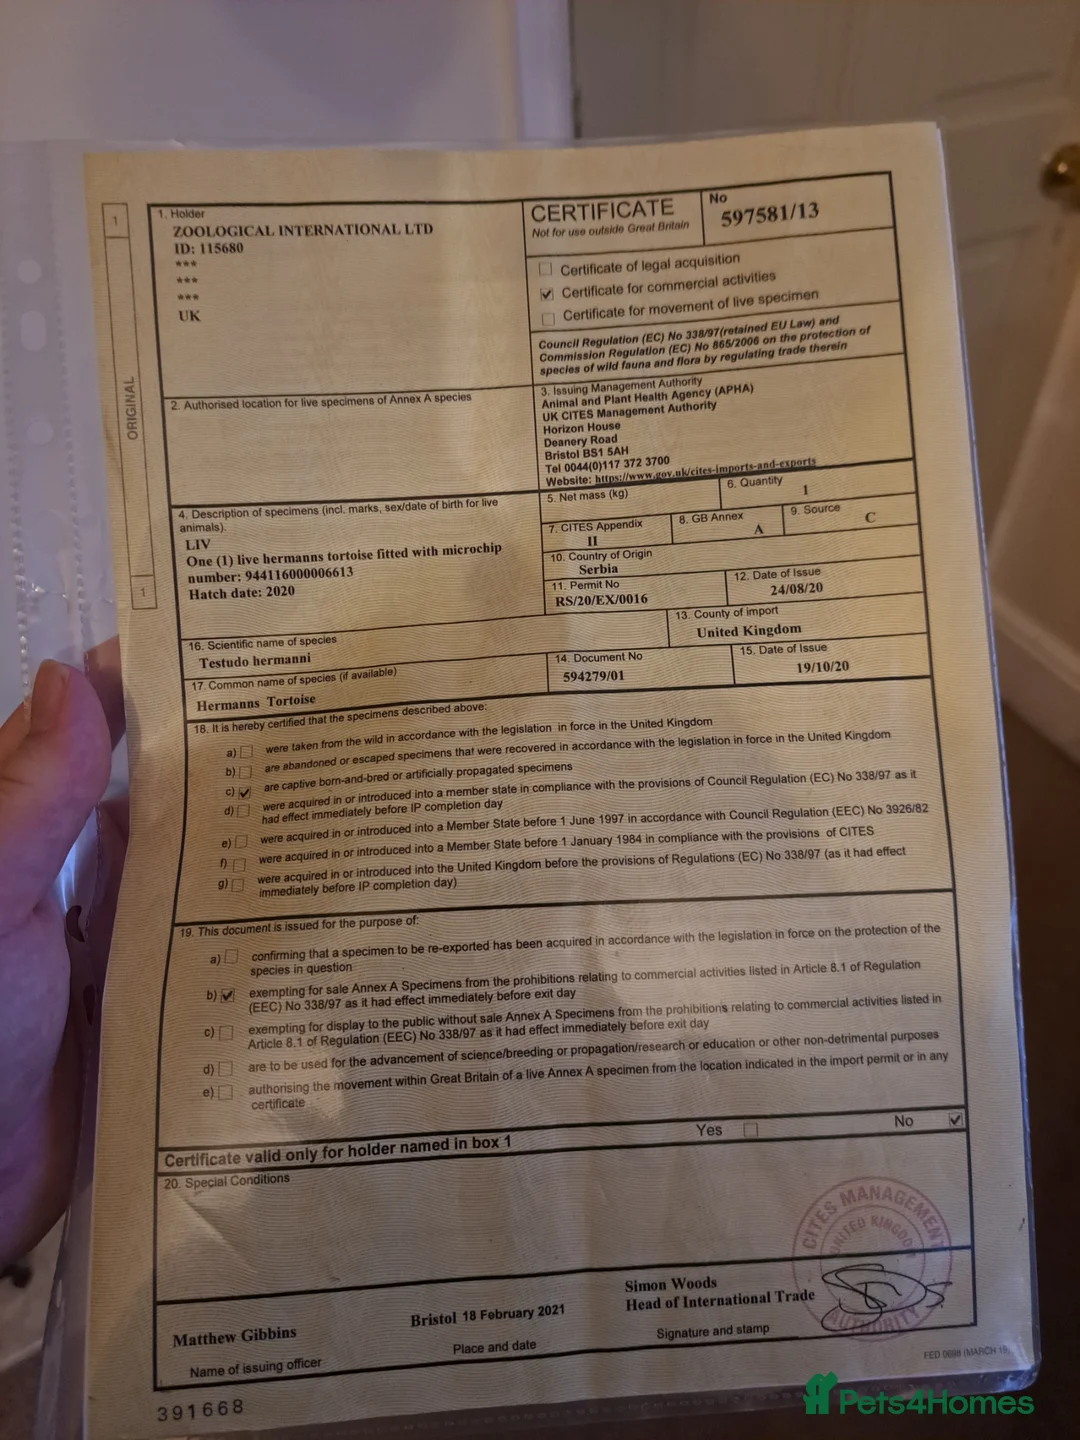 1
ORIGINAL
1
1. Holder
ZOOLOGICAL INTERNATIONAL LTD
ID: 115680
***
***
***
UK
CERTIFICATE
Not for use outside Great Britain
No
597581/13
Certificate of legal acquisition
Certificate for commercial activities
Certificate for movement of live specimen
Council Regulation (EC) No 338/97(retained EU Law) and
Commission Regulation (EC) No 865/2006 on the protection of
species of wild fauna and flora by regulating trade therein
2. Authorised location for live specimens of Annex A species
3. Issuing Management Authority
Animal and Plant Health Agency (APHA)
UK CITES Management Authority
Horizon House
Deanery Road
Bristol BS1 5AH
Tel 0044(0)117 372 3700
Website: https://www.gov.uk/cites-imports-and-exports
4. Description of specimens (incl. marks, sex/date of birth for live
animals).
LIV
One (1) live hermanns tortoise fitted with microchip
number: 944116000006613
Hatch date: 2020
5. Net mass (kg)
6. Quantity
1
7. CITES Appendix
II
8. GB Annex
A
9. Source
C
10. Country of Origin
Serbia
11. Permit No
RS/20/EX/0016
12. Date of Issue
24/08/20
13. County of import
United Kingdom
14. Document No
594279/01
15. Date of Issue
19/10/20
16. Scientific name of species
Testudo hermanni
17. Common name of species (if available)
Hermanns Tortoise
18. It is hereby certified that the specimens described above:
a) were taken from the wild in accordance with the legislation in force in the United Kingdom
b) are abandoned or escaped specimens that were recovered in accordance with the legislation in force in the United Kingdom
c) are captive born-and-bred or artificially propagated specimens
d) were acquired in or introduced into a member state in compliance with the provisions of Council Regulation (EC) No 338/97 as it
had effect immediately before IP completion day
e) were acquired in or introduced into a Member State before 1 June 1997 in accordance with Council Regulation (EEC) No 3926/82
f) were acquired in or introduced into a Member State before 1 January 1984 in compliance with the provisions of CITES
g) were acquired in or introduced into the United Kingdom before the provisions of Regulations (EC) No 338/97 (as it had effect
immediately before IP completion day)
19. This document is issued for the purpose of:
a) confirming that a specimen to be re-exported has been acquired in accordance with the legislation in force on the protection of the
species in question
b) exempting for sale Annex A Specimens from the prohibitions relating to commercial activities listed in Article 8.1 of Regulation
(EEC) No 338/97 as it had effect immediately before exit day
c) exempting for display to the public without sale Annex A Specimens from the prohibitions relating to commercial activities listed in
Article 8.1 of Regulation (EEC) No 338/97 as it had effect immediately before exit day
d) are to be used for the advancement of science/breeding or propagation/research or education or other non-detrimental purposes
e) authorising the movement within Great Britain of a live Annex A specimen from the location indicated in the import permit or in any
certificate
Certificate valid only for holder named in box 1
Yes
No
20. Special Conditions
CITES MANAGEMENT
UNITED KINGDOM
AUTHORITY
Matthew Gibbins
Name of issuing officer
Bristol 18 February 2021
Place and date
Simon Woods
Head of International Trade
Signature and stamp
FED 0698 (MARCH 19)
391668
Pets4Homes